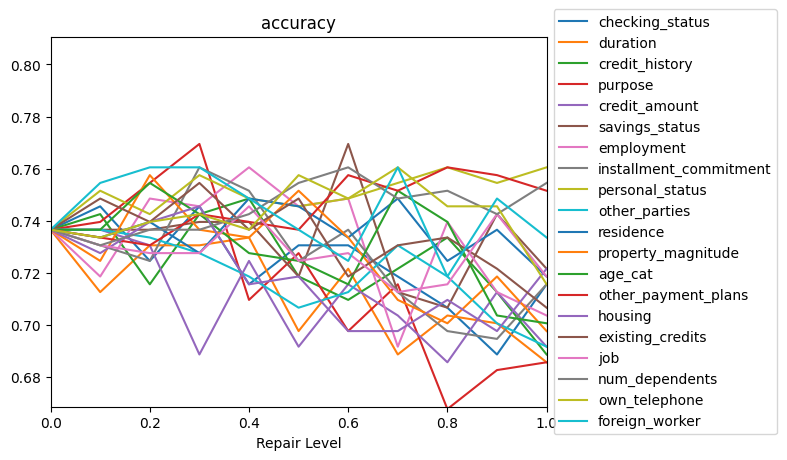 accuracy
0.80
0.78
0.76
0.74
0.72
0.70
0.68
0.0 0.2 0.4 0.6 0.8 1.0
Repair Level
checking_status
duration
credit_history
purpose
credit_amount
savings_status
employment
installment_commitment
personal_status
other_parties
residence
property_magnitude
age_cat
other_payment_plans
housing
existing_credits
job
num_dependents
own_telephone
foreign_worker